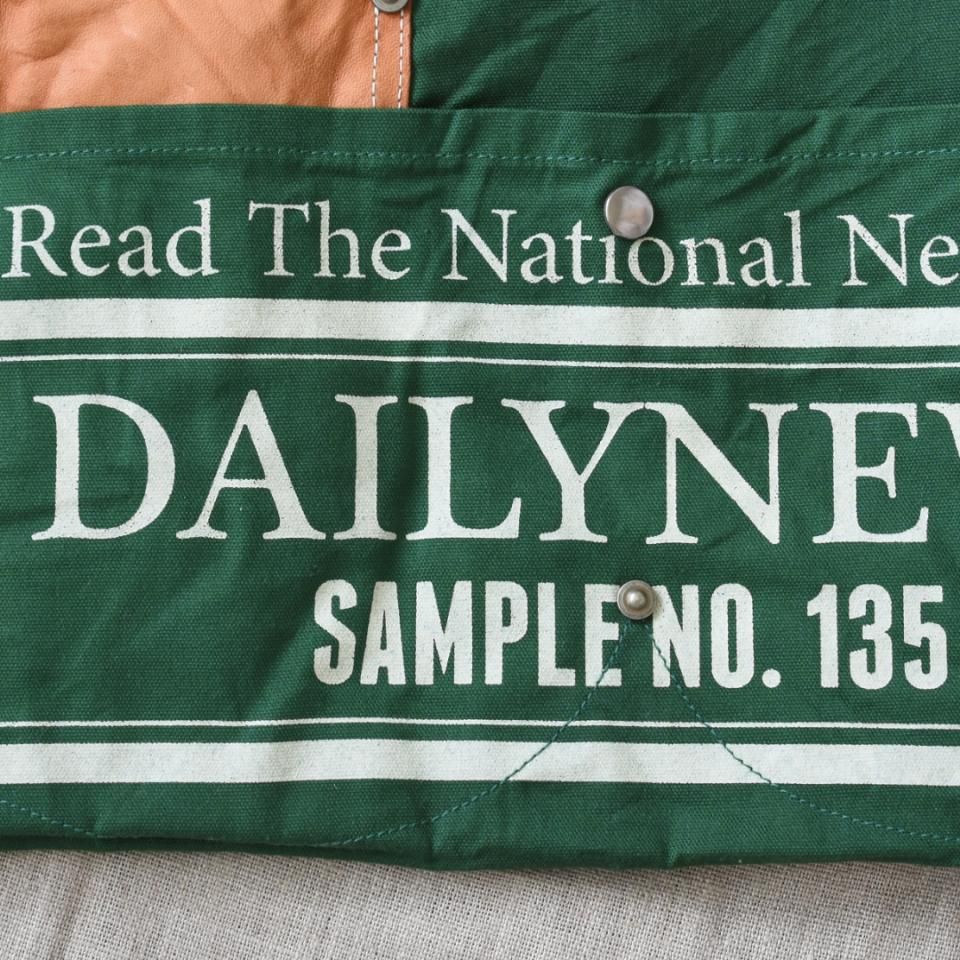 Read The National Ne
DAILYNEW
SAMPLE NO. 135